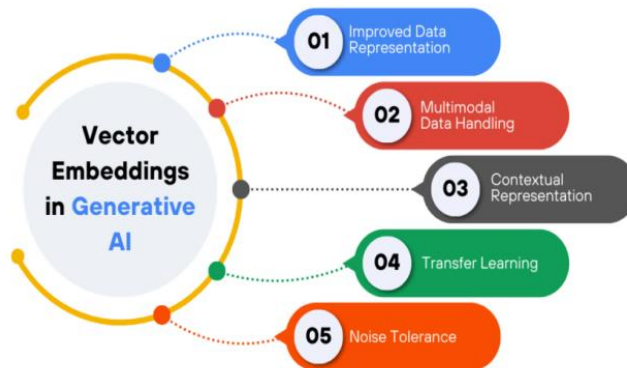 Vector
Embeddings
in Generative
AI
01
Improved Data
Representation
02
Multimodal
Data Handling
03
Contextual
Representation
04
Transfer Learning
05
Noise Tolerance